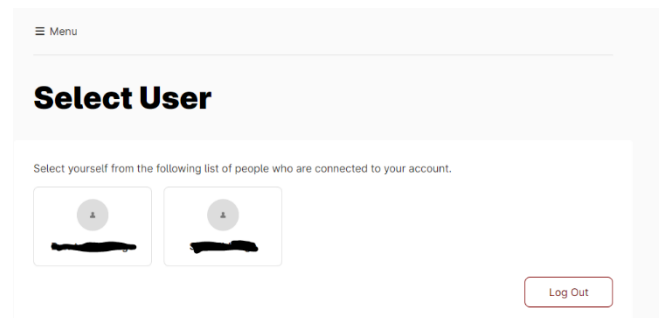 ☰ Menu
Select User
Select yourself from the following list of people who are connected to your account.
Log Out